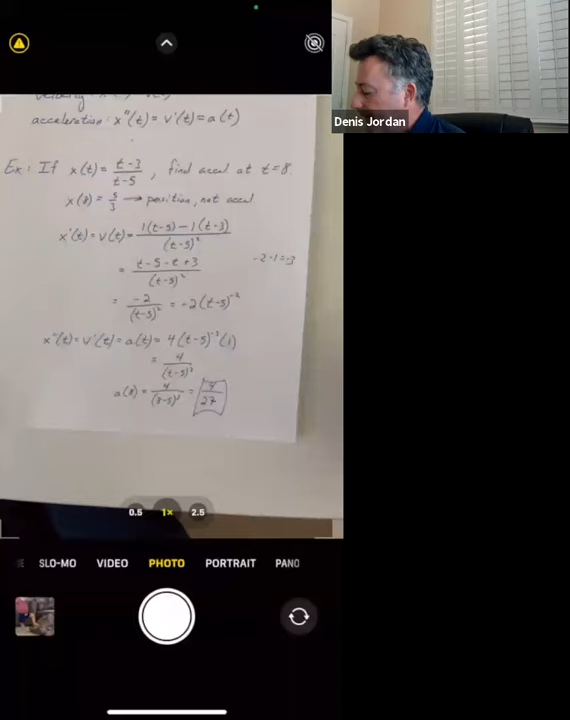 Denis Jordan
acceleration: x''(t) = v'(t) = a(t)
Ex: If x(t) = t-3/t-5, find accel at t=8.
x(8) = 5/3 → position, not accel
x'(t) = v(t) = 1(t-5) - 1(t-3)/(t-5)²
= t-5-t+3/(t-5)²
-2-1=-3
= -2/(t-5)² = -2(t-5)⁻²
x''(t) = v'(t) = a(t) = 4(t-5)⁻³(1)
= 4/(t-5)³
a(8) = 4/(8-5)³ = 4/27
0.5 1× 2.5
SLO-MO VIDEO PHOTO PORTRAIT PANO